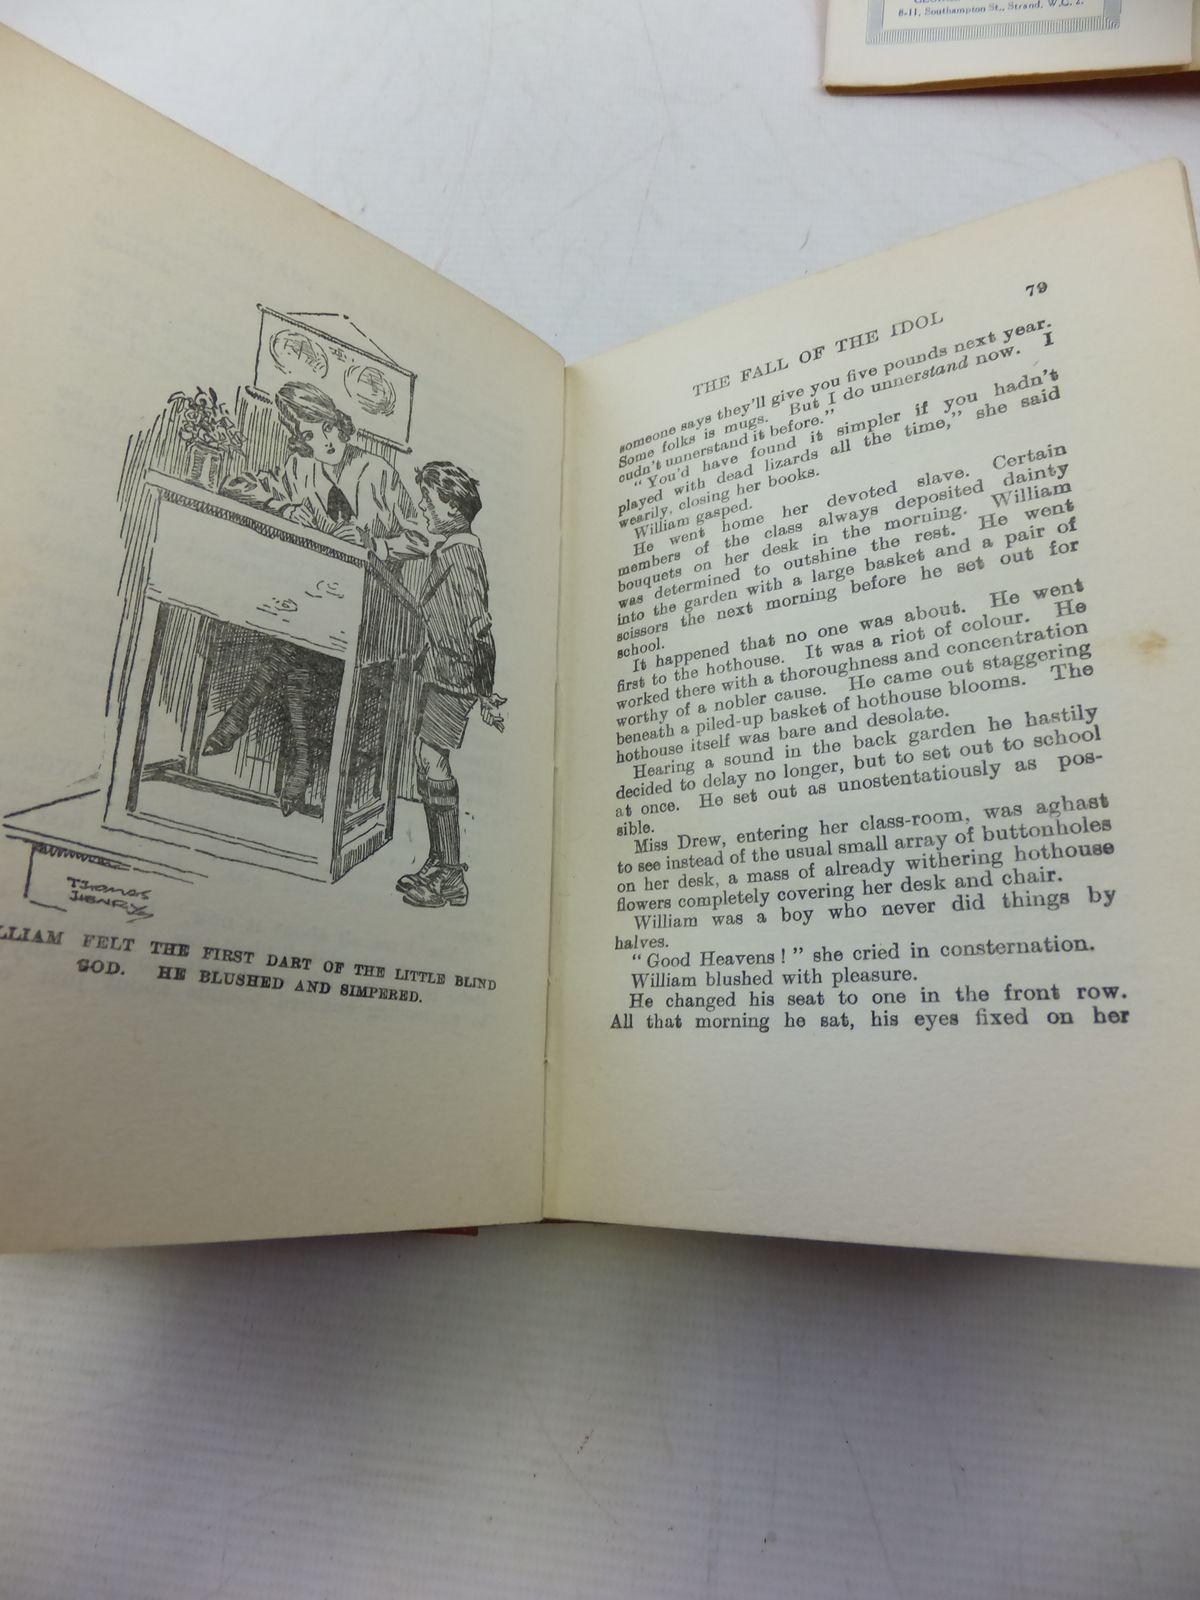 8-11, Southampton St., Strand, W.C. 2.
Thomas
Henry
FELT THE FIRST DART OF THE LITTLE BLIND
GOD. HE BLUSHED AND SIMPERED.
79
THE FALL OF THE IDOL
someone says they'll give you five pounds next year.
Some folks is mugs. But I do unnerstand now. I
cudn't unnerstand it before."
"You'd have found it simpler if you hadn't
played with dead lizards all the time," she said
wearily, closing her books.
William gasped.
He went home her devoted slave. Certain
members of the class always deposited dainty
bouquets on her desk in the morning. William
was determined to outshine the rest. He went
into the garden with a large basket and a pair of
scissors the next morning before he set out for
school.
It happened that no one was about. He went
first to the hothouse. It was a riot of colour. He
worked there with a thoroughness and concentration
worthy of a nobler cause. He came out staggering
beneath a piled-up basket of hothouse blooms. The
hothouse itself was bare and desolate.
Hearing a sound in the back garden he hastily
decided to delay no longer, but to set out to school
at once. He set out as unostentatiously as pos-
sible.
Miss Drew, entering her class-room, was aghast
to see instead of the usual small array of buttonholes
on her desk, a mass of already withering hothouse
flowers completely covering her desk and chair.
William was a boy who never did things by
halves.
"Good Heavens!" she cried in consternation.
William blushed with pleasure.
He changed his seat to one in the front row.
All that morning he sat, his eyes fixed on her